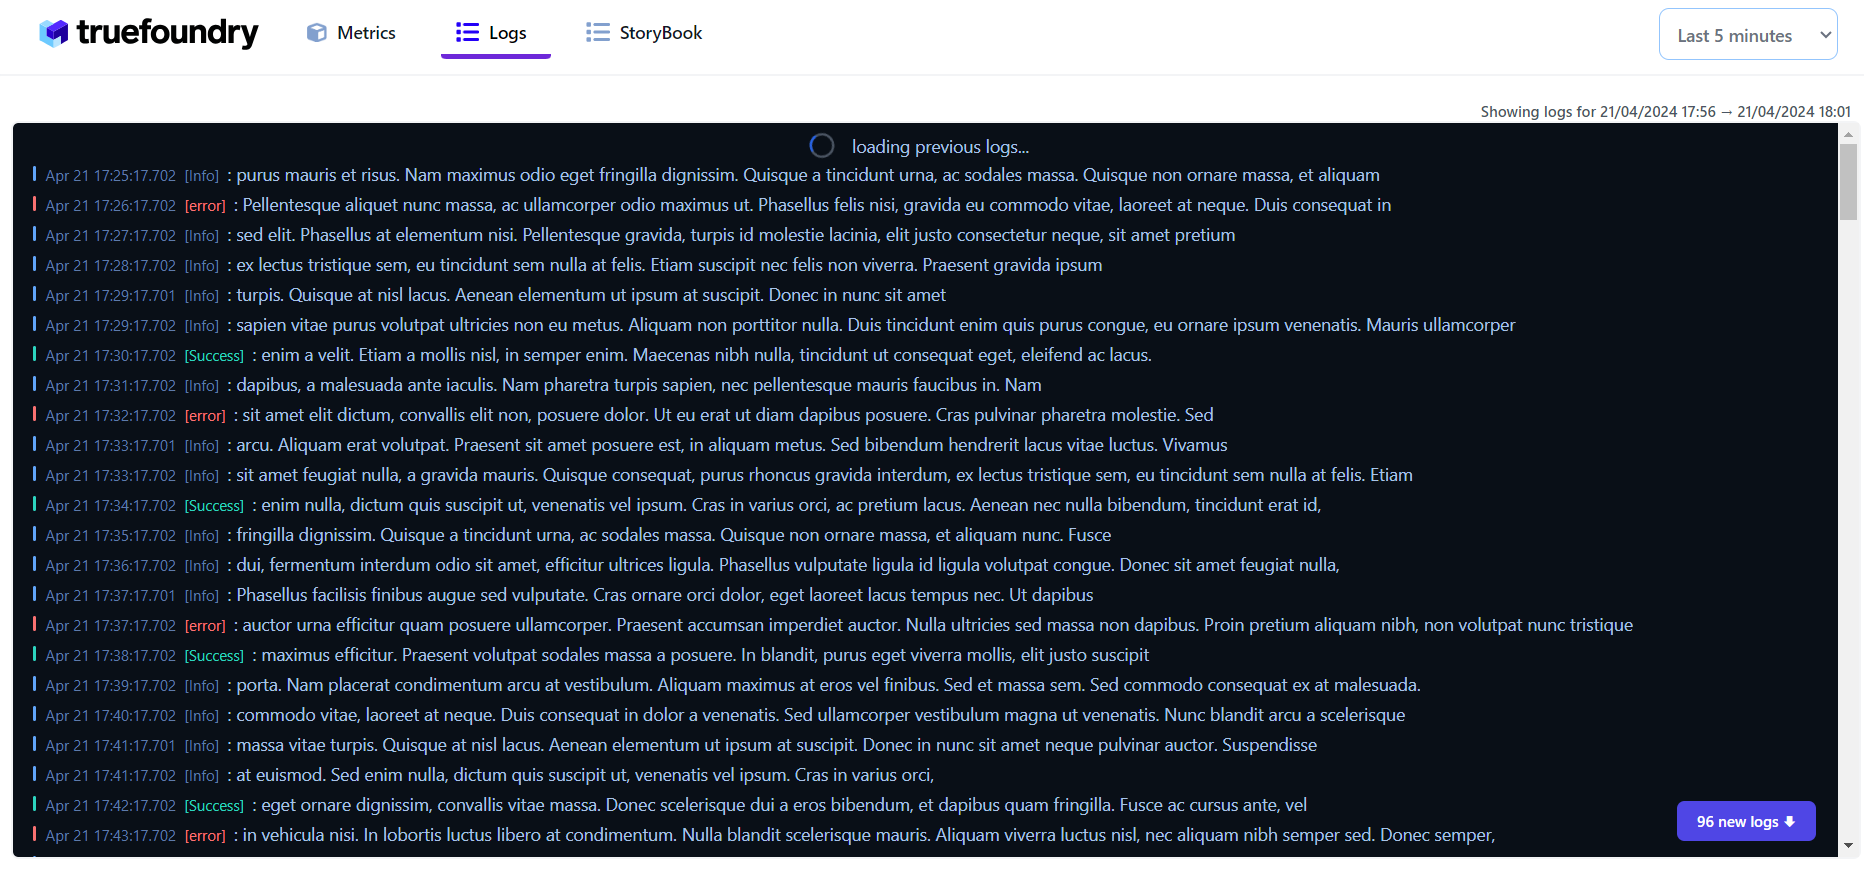 truefoundry
Metrics
Logs
StoryBook
Last 5 minutes
Showing logs for 21/04/2024 17:56 → 21/04/2024 18:01
loading previous logs...
Apr 21 17:25:17.702 [Info] : purus mauris et risus. Nam maximus odio eget fringilla dignissim. Quisque a tincidunt urna, ac sodales massa. Quisque non ornare massa, et aliquam
Apr 21 17:26:17.702 [error] : Pellentesque aliquet nunc massa, ac ullamcorper odio maximus ut. Phasellus felis nisi, gravida eu commodo vitae, laoreet at neque. Duis consequat in
Apr 21 17:27:17.702 [Info] : sed elit. Phasellus at elementum nisi. Pellentesque gravida, turpis id molestie lacinia, elit justo consectetur neque, sit amet pretium
Apr 21 17:28:17.702 [Info] : ex lectus tristique sem, eu tincidunt sem nulla at felis. Etiam suscipit nec felis non viverra. Praesent gravida ipsum
Apr 21 17:29:17.701 [Info] : turpis. Quisque at nisl lacus. Aenean elementum ut ipsum at suscipit. Donec in nunc sit amet
Apr 21 17:29:17.702 [Info] : sapien vitae purus volutpat ultricies non eu metus. Aliquam non porttitor nulla. Duis tincidunt enim quis purus congue, eu ornare ipsum venenatis. Mauris ullamcorper
Apr 21 17:30:17.702 [Success] : enim a velit. Etiam a mollis nisl, in semper enim. Maecenas nibh nulla, tincidunt ut consequat eget, eleifend ac lacus.
Apr 21 17:31:17.702 [Info] : dapibus, a malesuada ante iaculis. Nam pharetra turpis sapien, nec pellentesque mauris faucibus in. Nam
Apr 21 17:32:17.702 [error] : sit amet elit dictum, convallis elit non, posuere dolor. Ut eu erat ut diam dapibus posuere. Cras pulvinar pharetra molestie. Sed
Apr 21 17:33:17.701 [Info] : arcu. Aliquam erat volutpat. Praesent sit amet posuere est, in aliquam metus. Sed bibendum hendrerit lacus vitae luctus. Vivamus
Apr 21 17:33:17.702 [Info] : sit amet feugiat nulla, a gravida mauris. Quisque consequat, purus rhoncus gravida interdum, ex lectus tristique sem, eu tincidunt sem nulla at felis. Etiam
Apr 21 17:34:17.702 [Success] : enim nulla, dictum quis suscipit ut, venenatis vel ipsum. Cras in varius orci, ac pretium lacus. Aenean nec nulla bibendum, tincidunt erat id,
Apr 21 17:35:17.702 [Info] : fringilla dignissim. Quisque a tincidunt urna, ac sodales massa. Quisque non ornare massa, et aliquam nunc. Fusce
Apr 21 17:36:17.702 [Info] : dui, fermentum interdum odio sit amet, efficitur ultrices ligula. Phasellus vulputate ligula id ligula volutpat congue. Donec sit amet feugiat nulla,
Apr 21 17:37:17.701 [Info] : Phasellus facilisis finibus augue sed vulputate. Cras ornare orci dolor, eget laoreet lacus tempus nec. Ut dapibus
Apr 21 17:37:17.702 [error] : auctor urna efficitur quam posuere ullamcorper. Praesent accumsan imperdiet auctor. Nulla ultricies sed massa non dapibus. Proin pretium aliquam nibh, non volutpat nunc tristique
Apr 21 17:38:17.702 [Success] : maximus efficitur. Praesent volutpat sodales massa a posuere. In blandit, purus eget viverra mollis, elit justo suscipit
Apr 21 17:39:17.702 [Info] : porta. Nam placerat condimentum arcu at vestibulum. Aliquam maximus at eros vel finibus. Sed et massa sem. Sed commodo consequat ex at malesuada.
Apr 21 17:40:17.702 [Info] : commodo vitae, laoreet at neque. Duis consequat in dolor a venenatis. Sed ullamcorper vestibulum magna ut venenatis. Nunc blandit arcu a scelerisque
Apr 21 17:41:17.701 [Info] : massa vitae turpis. Quisque at nisl lacus. Aenean elementum ut ipsum at suscipit. Donec in nunc sit amet neque pulvinar auctor. Suspendisse
Apr 21 17:41:17.702 [Info] : at euismod. Sed enim nulla, dictum quis suscipit ut, venenatis vel ipsum. Cras in varius orci,
Apr 21 17:42:17.702 [Success] : eget ornare dignissim, convallis vitae massa. Donec scelerisque dui a eros bibendum, et dapibus quam fringilla. Fusce ac cursus ante, vel
Apr 21 17:43:17.702 [error] : in vehicula nisi. In lobortis luctus libero at condimentum. Nulla blandit scelerisque mauris. Aliquam viverra luctus nisl, nec aliquam nibh semper sed. Donec semper,
96 new logs